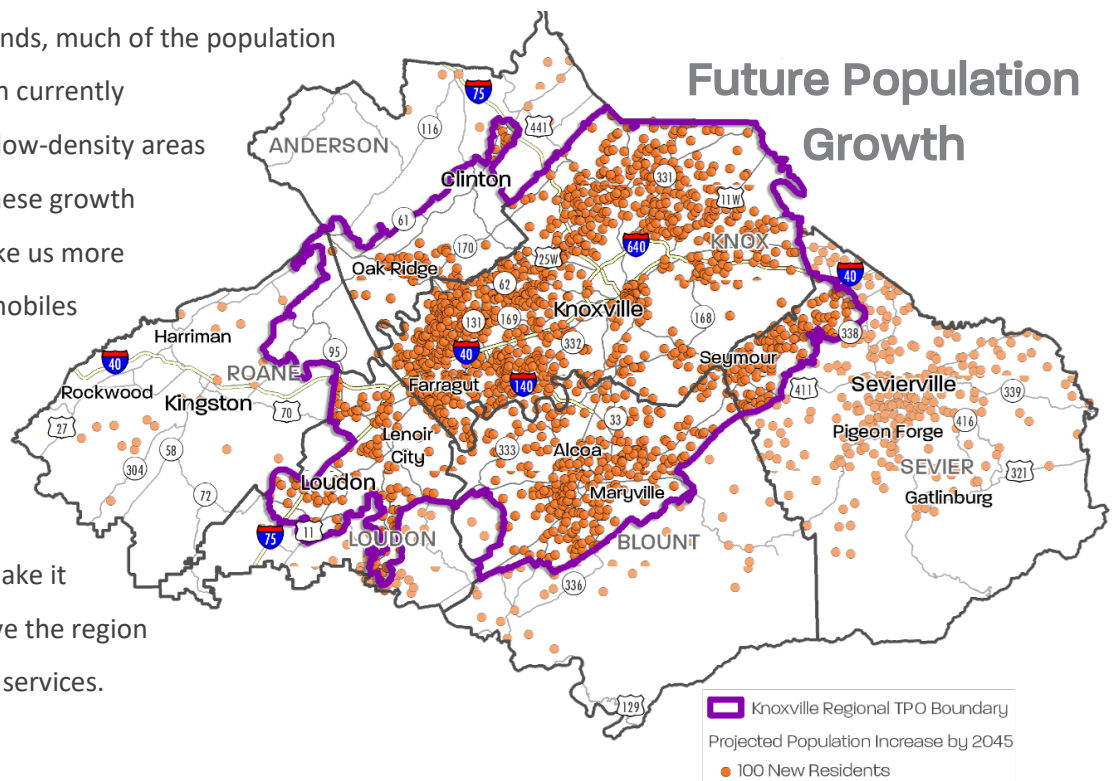 nds, much of the population
currently
low-density areas
growth
us more
mobiles
ake it
the region
services.
Future Population
Growth
75
441
116
ANDERSON
Clinton
331
11W
61
170
25W
640
KNOX
Oak Ridge
62
40
Knoxville
131
169
168
338
Harriman
332
95
40
40
Seymour
ROANE
Farragut
140
411
Sevierville
339
Rockwood
Kingston
70
33
416
27
Lenoir
City
333
Alcoa
Pigeon Forge
58
SEVIER
321
304
Loudon
Maryville
Gatlinburg
72
75
11
LOUDON
BLOUNT
336
129
Knoxville Regional TPO Boundary
Projected Population Increase by 2045
100 New Residents